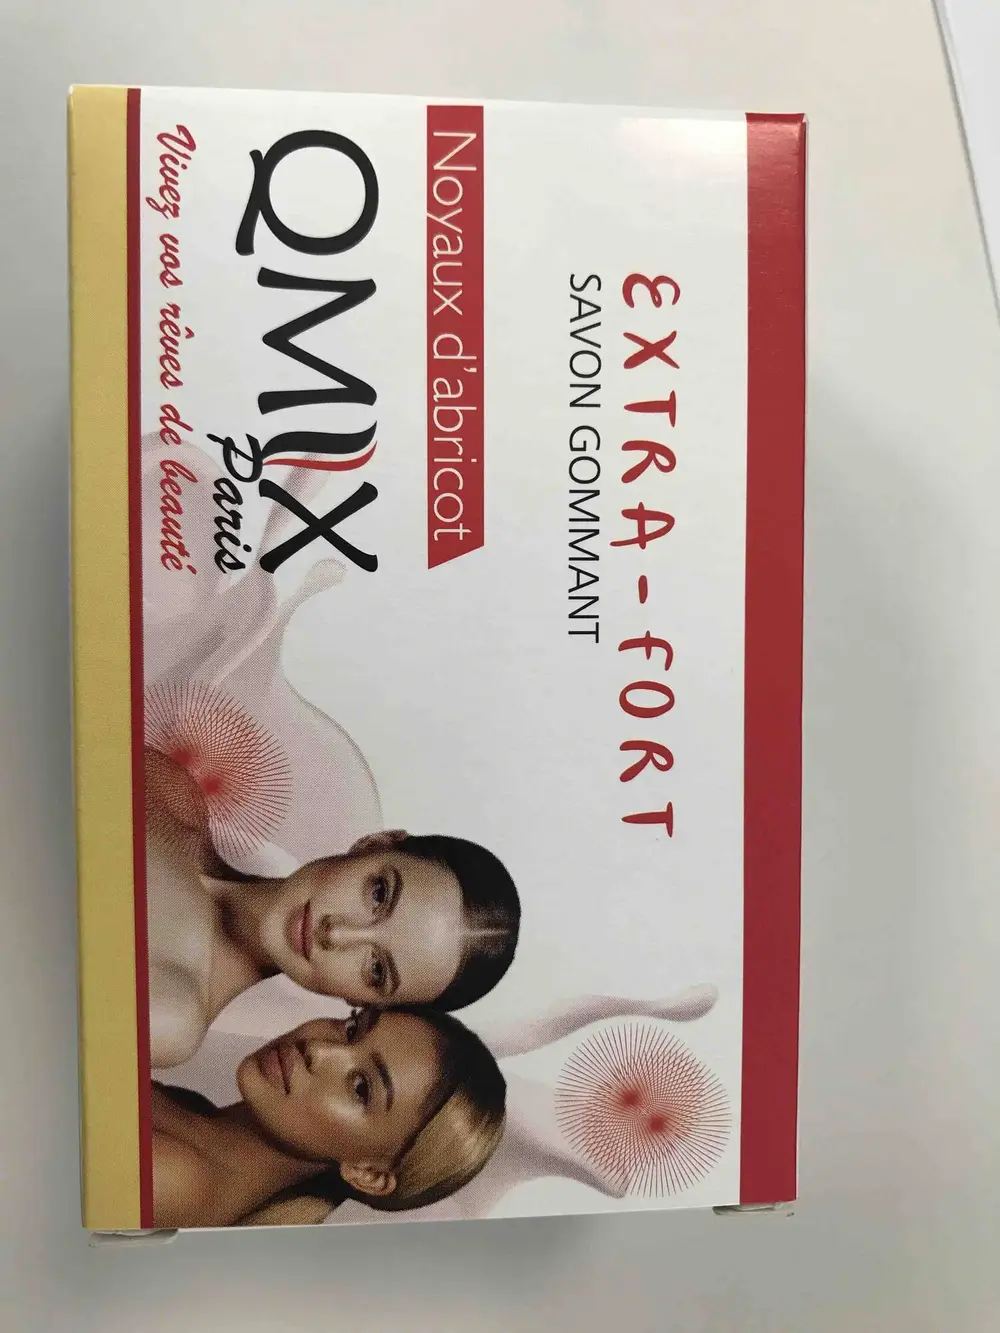 EXTRA-FORT
SAVON GOMMANT
Noyaux d'abricot
QMIX
Paris
Vivez vos rêves de beauté